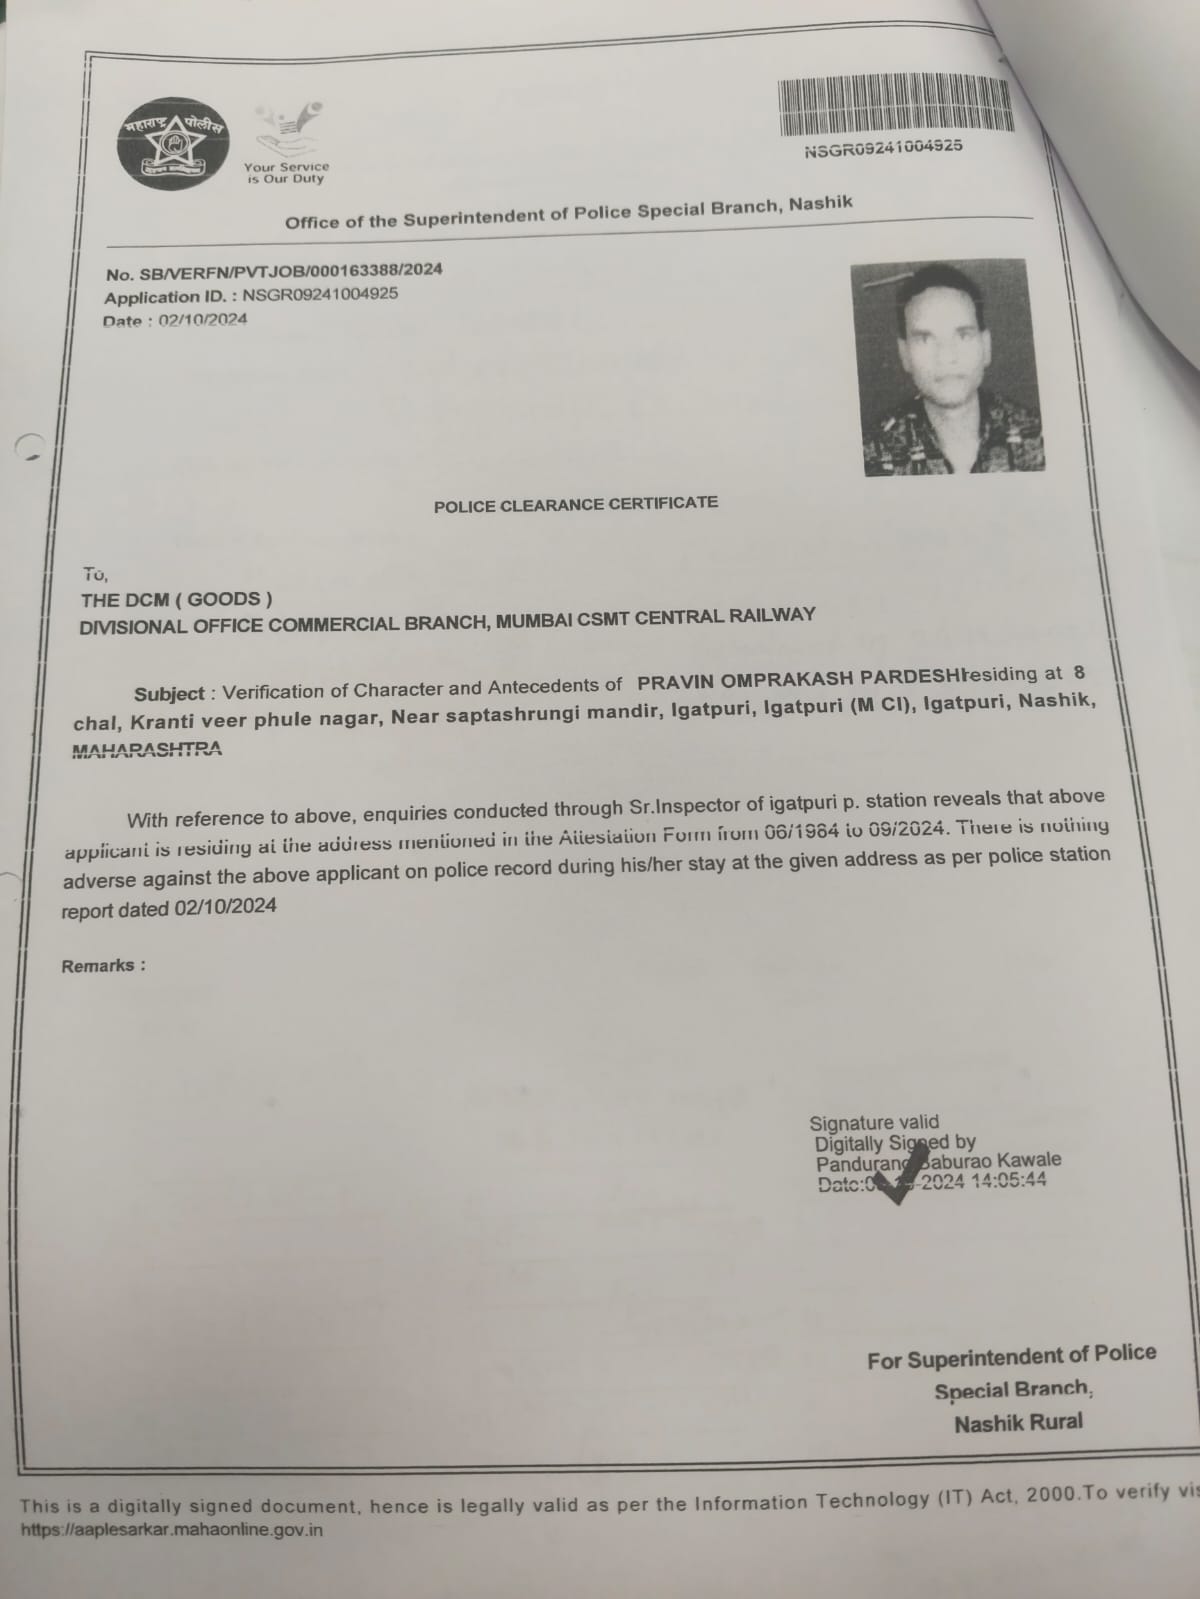 महाराष्ट्र पोलीस
Your Service
is Our Duty
NSGR09241004925
Office of the Superintendent of Police Special Branch, Nashik
No. SB/VERFN/PVTJOB/000163388/2024
Application ID. : NSGR09241004925
Date : 02/10/2024
POLICE CLEARANCE CERTIFICATE
To,
THE DCM ( GOODS )
DIVISIONAL OFFICE COMMERCIAL BRANCH, MUMBAI CSMT CENTRAL RAILWAY
Subject : Verification of Character and Antecedents of PRAVIN OMPRAKASH PARDESHI residing at 8
chal, Kranti veer phule nagar, Near saptashrungi mandir, Igatpuri, Igatpuri (M Cl), Igatpuri, Nashik,
MAHARASHTRA
With reference to above, enquiries conducted through Sr.Inspector of igatpuri p. station reveals that above
applicant is residing at the address mentioned in the Attestation Form from 06/1984 to 09/2024. There is nothing
adverse against the above applicant on police record during his/her stay at the given address as per police station
report dated 02/10/2024
Remarks :
Signature valid
Digitally Signed by
Pandurang Baburao Kawale
Date: 2024 14:05:44
For Superintendent of Police
Special Branch,
Nashik Rural
This is a digitally signed document, hence is legally valid as per the Information Technology (IT) Act, 2000.To verify vis
https://aaplesarkar.mahaonline.gov.in